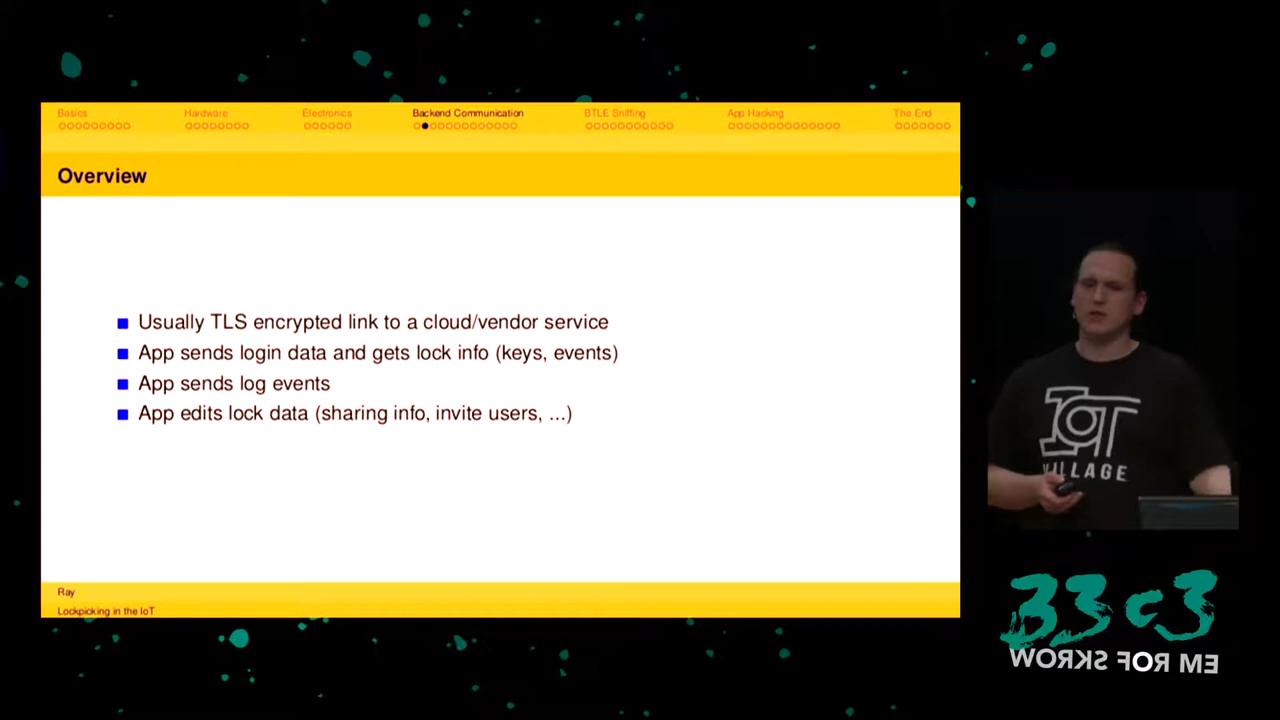 Basics Hardware Electronics Backend Communication BTLE Sniffing App Hacking The End
Overview
Usually TLS encrypted link to a cloud/vendor service
App sends login data and gets lock info (keys, events)
App sends log events
App edits lock data (sharing info, invite users, ...)
Ray
Lockpicking in the IoT
IOT
VILLAGE
33c3
WORKS FOR ME